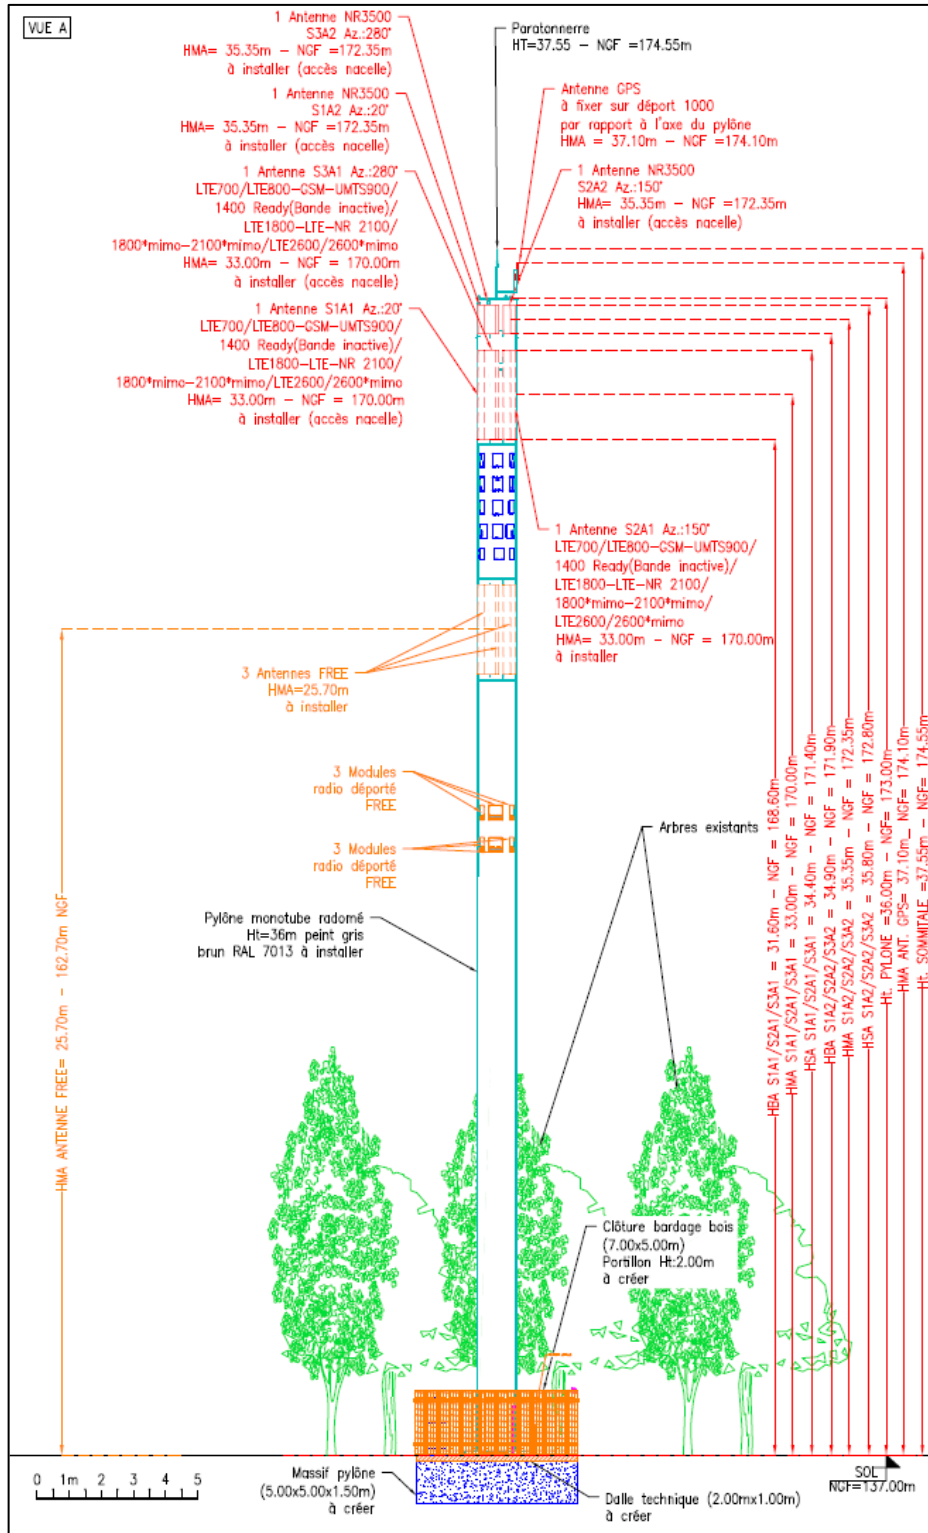 VUE A
1 Antenne NR3500
S3A2 Az.:280°
HMA= 35.35m – NGF =172.35m
à installer (accès nacelle)
1 Antenne NR3500
S1A2 Az.:20°
HMA= 35.35m – NGF =172.35m
à installer (accès nacelle)
1 Antenne S3A1 Az.:280°
LTE700/LTE800-GSM-UMTS900/
1400 Ready(Bande inactive)/
LTE1800-LTE-NR 2100/
1800*mimo-2100*mimo/LTE2600/2600*mimo
HMA= 33.00m – NGF = 170.00m
à installer (accès nacelle)
1 Antenne S1A1 Az.:20°
LTE700/LTE800-GSM-UMTS900/
1400 Ready(Bande inactive)/
LTE1800-LTE-NR 2100/
1800*mimo-2100*mimo/LTE2600/2600*mimo
HMA= 33.00m – NGF = 170.00m
à installer (accès nacelle)
Paratonnerre
HT=37.55 – NGF =174.55m
Antenne GPS
à fixer sur déport 1000
par rapport à l'axe du pylône
HMA = 37.10m – NGF =174.10m
1 Antenne NR3500
S2A2 Az.:150°
HMA= 35.35m – NGF =172.35m
à installer (accès nacelle)
1 Antenne S2A1 Az.:150°
LTE700/LTE800-GSM-UMTS900/
1400 Ready(Bande inactive)/
LTE1800-LTE-NR 2100/
1800*mimo-2100*mimo/
LTE2600/2600*mimo
HMA= 33.00m – NGF = 170.00m
à installer
3 Antennes FREE
HMA=25.70m
à installer
3 Modules
radio déporté
FREE
3 Modules
radio déporté
FREE
Arbres existants
Pylône monotube radomé
Ht=36m peint gris
brun RAL 7013 à installer
HMA ANTENNE FREE= 25.70m – 162.70m NGF
HBA S1A1/S2A1/S3A1 = 31.60m – NGF = 168.60m
HMA S1A1/S2A1/S3A1 = 33.00m – NGF = 170.00m
HSA S1A1/S2A1/S3A1 = 34.40m – NGF = 171.40m
HBA S1A2/S2A2/S3A2 = 34.90m – NGF = 171.90m
HMA S1A2/S2A2/S3A2 = 35.35m – NGF = 172.35m
HSA S1A2/S2A2/S3A2 = 35.80m – NGF = 172.80m
Ht. PYLONE =36.00m – NGF= 173.00m
HMA ANT. GPS= 37.10m_ NGF= 174.10m
Ht. SOMMITALE =37.55m – NGF= 174.55m
Clôture bardage bois
(7.00x5.00m)
Portillon Ht:2.00m
à créer
0 1m 2 3 4 5
Massif pylône
(5.00x5.00x1.50m)
à créer
Dalle technique (2.00mx1.00m)
à créer
SOL
NGF=137.00m